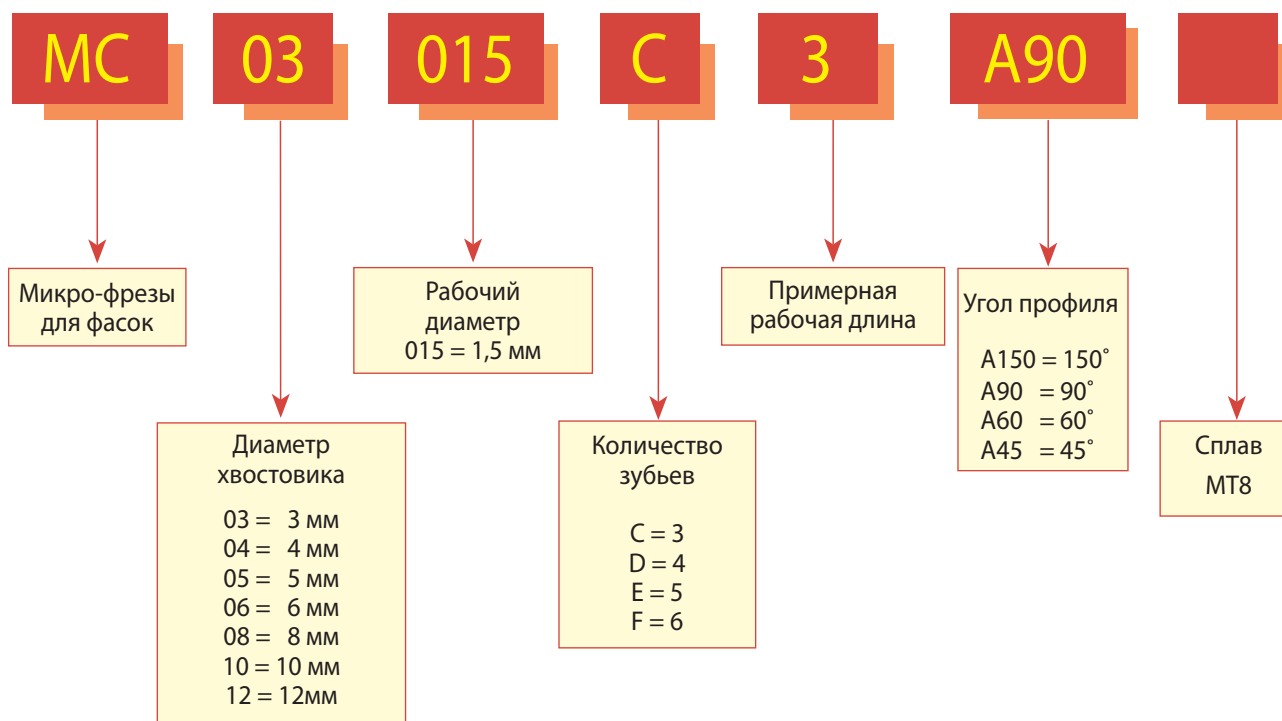 MC 03 015 C 3 A90
Микро-фрезы
для фасок
Диаметр
хвостовика
03 = 3 мм
04 = 4 мм
05 = 5 мм
06 = 6 мм
08 = 8 мм
10 = 10 мм
12 = 12мм
Рабочий
диаметр
015 = 1,5 мм
Количество
зубьев
C = 3
D = 4
E = 5
F = 6
Примерная
рабочая длина
Угол профиля
A150 = 150˚
A90 = 90˚
A60 = 60˚
A45 = 45˚
Сплав
МТ8